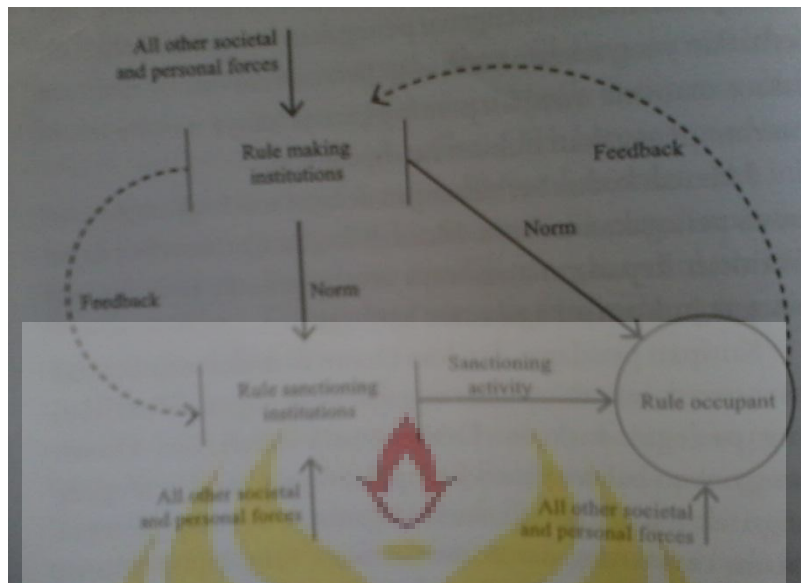 All other societal
and personal forces
Rule making
institutions
Feedback
Norm
Feedback
Norm
Sanctioning
activity
Rule sanctioning
institutions
Rule occupant
All other societal
and personal forces
All other societal
and personal forces